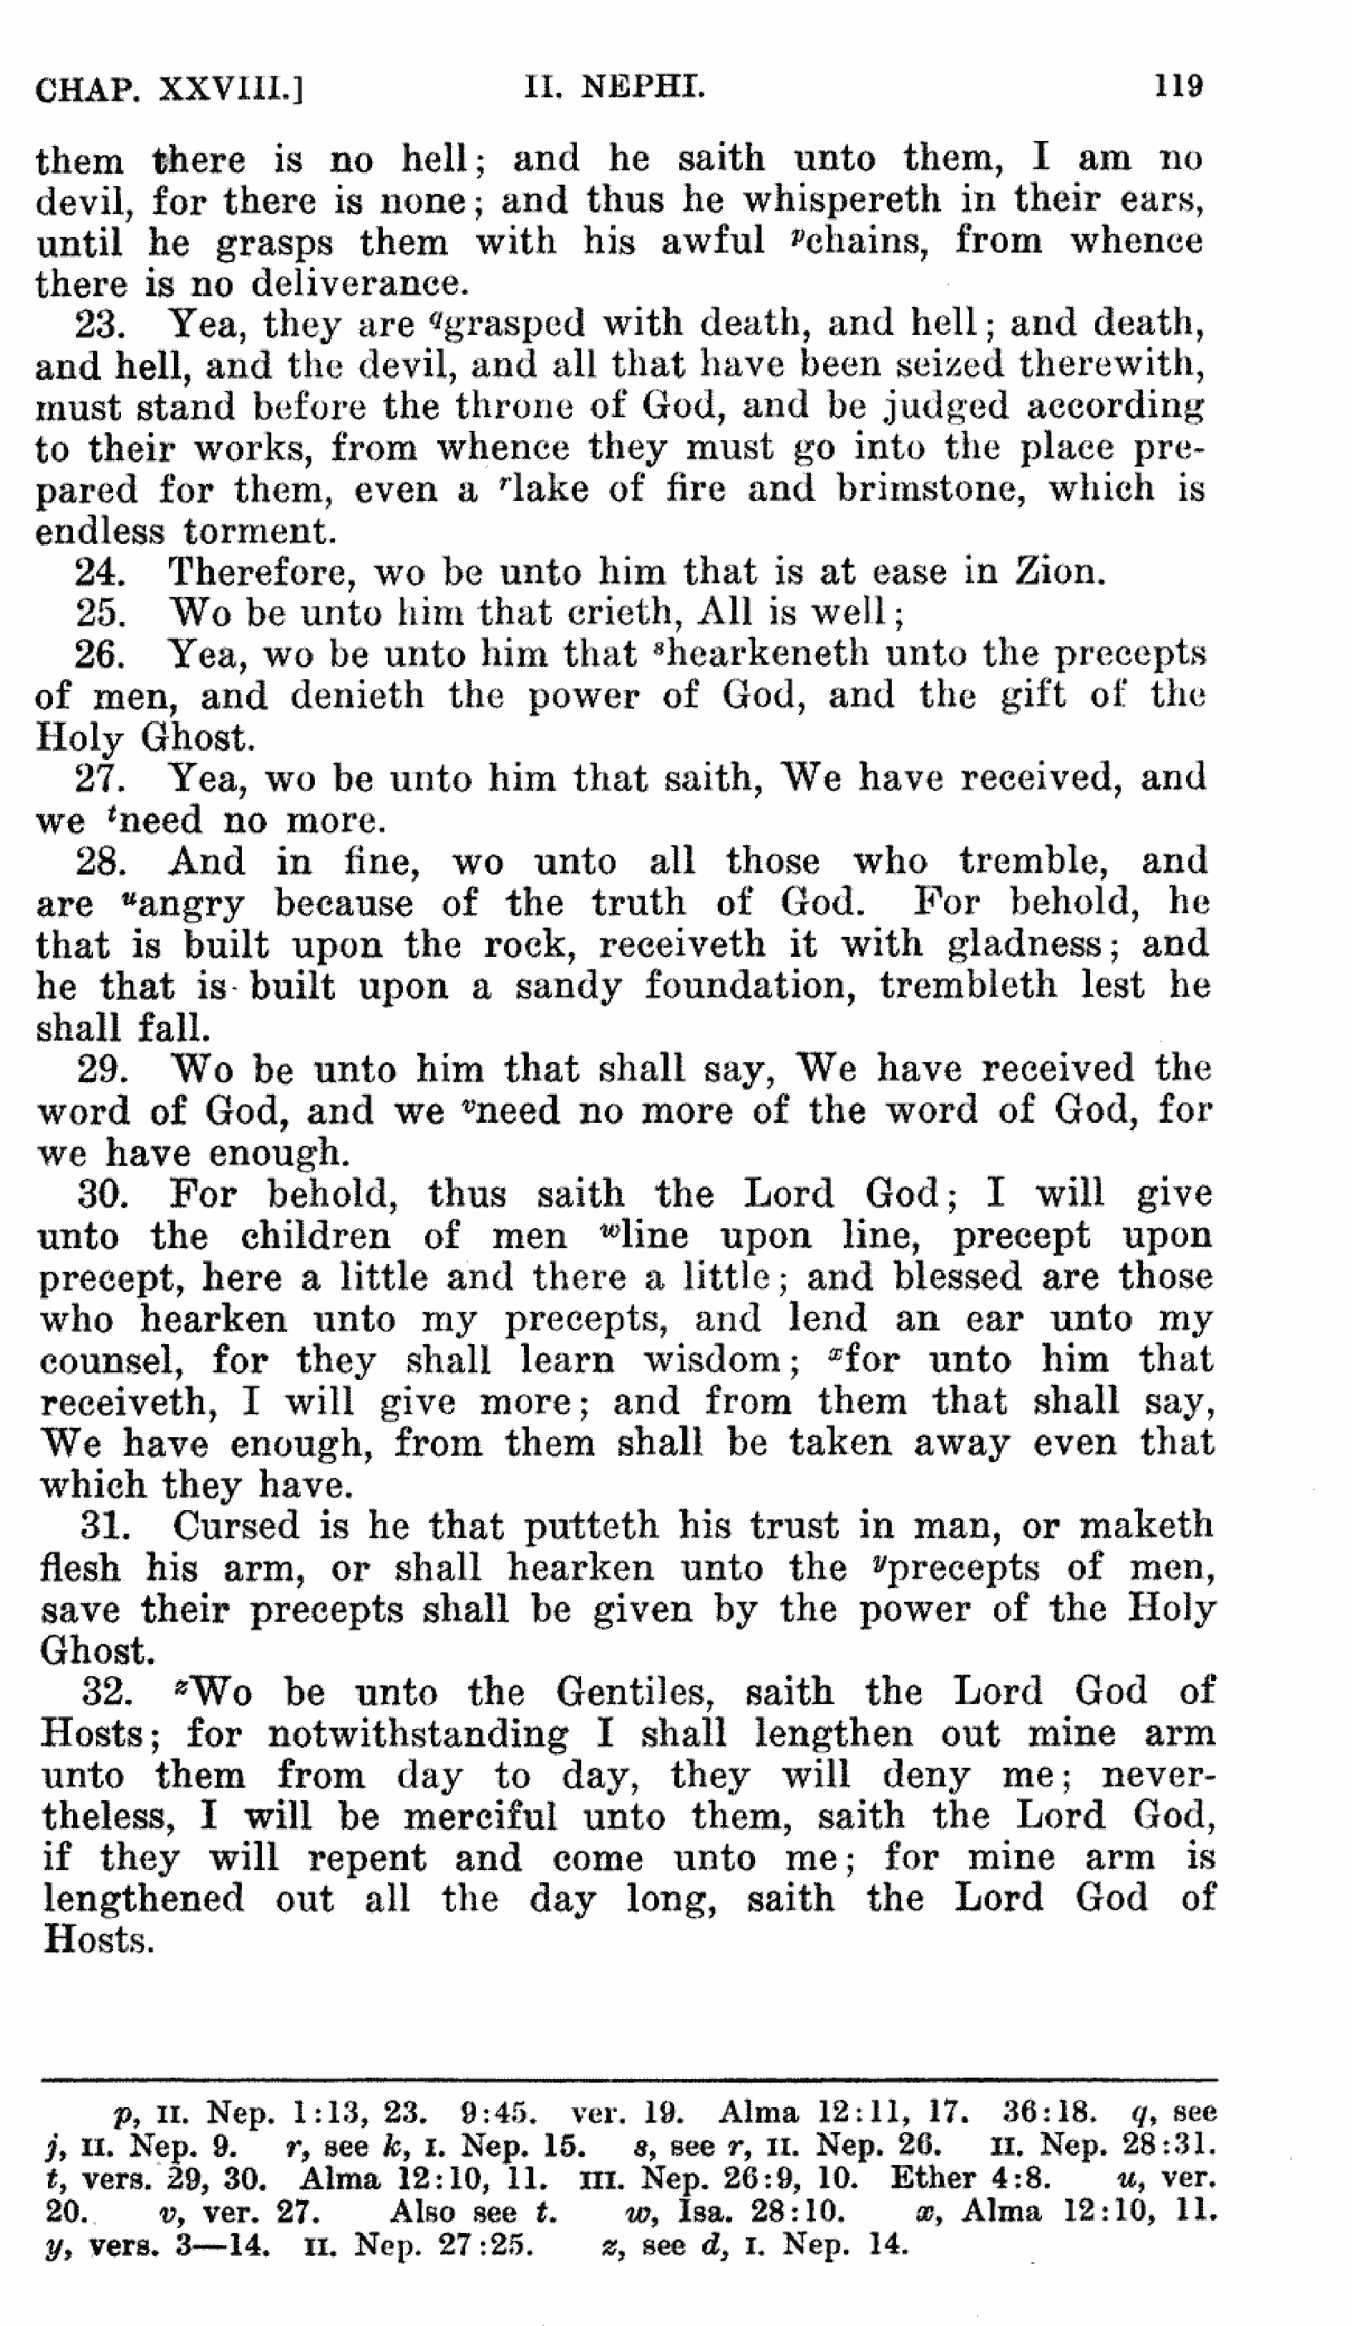 CHAP. XXVIII.] II. NEPHI. 119
them there is no hell; and he saith unto them, I am no
devil, for there is none; and thus he whispereth in their ears,
until he grasps them with his awful pchains, from whence
there is no deliverance.
23. Yea, they are qgrasped with death, and hell; and death,
and hell, and the devil, and all that have been seized therewith,
must stand before the throne of God, and be judged according
to their works, from whence they must go into the place pre-
pared for them, even a rlake of fire and brimstone, which is
endless torment.
24. Therefore, wo be unto him that is at ease in Zion.
25. Wo be unto him that crieth, All is well;
26. Yea, wo be unto him that shearkeneth unto the precepts
of men, and denieth the power of God, and the gift of the
Holy Ghost.
27. Yea, wo be unto him that saith, We have received, and
we tneed no more.
28. And in fine, wo unto all those who tremble, and
are uangry because of the truth of God. For behold, he
that is built upon the rock, receiveth it with gladness; and
he that is built upon a sandy foundation, trembleth lest he
shall fall.
29. Wo be unto him that shall say, We have received the
word of God, and we vneed no more of the word of God, for
we have enough.
30. For behold, thus saith the Lord God; I will give
unto the children of men wline upon line, precept upon
precept, here a little and there a little; and blessed are those
who hearken unto my precepts, and lend an ear unto my
counsel, for they shall learn wisdom; xfor unto him that
receiveth, I will give more; and from them that shall say,
We have enough, from them shall be taken away even that
which they have.
31. Cursed is he that putteth his trust in man, or maketh
flesh his arm, or shall hearken unto the yprecepts of men,
save their precepts shall be given by the power of the Holy
Ghost.
32. zWo be unto the Gentiles, saith the Lord God of
Hosts; for notwithstanding I shall lengthen out mine arm
unto them from day to day, they will deny me; never-
theless, I will be merciful unto them, saith the Lord God,
if they will repent and come unto me; for mine arm is
lengthened out all the day long, saith the Lord God of
Hosts.
p, II. Nep. 1:13, 23. 9:45. ver. 19. Alma 12:11, 17. 36:18. q, see
j, II. Nep. 9. r, see k, I. Nep. 15. s, see r, II. Nep. 26. II. Nep. 28:31.
t, vers. 29, 30. Alma 12:10, 11. III. Nep. 26:9, 10. Ether 4:8. u, ver.
20. v, ver. 27. Also see t. w, Isa. 28:10. x, Alma 12:10, 11.
y, vers. 3—14. II. Nep. 27:25. z, see d, I. Nep. 14.